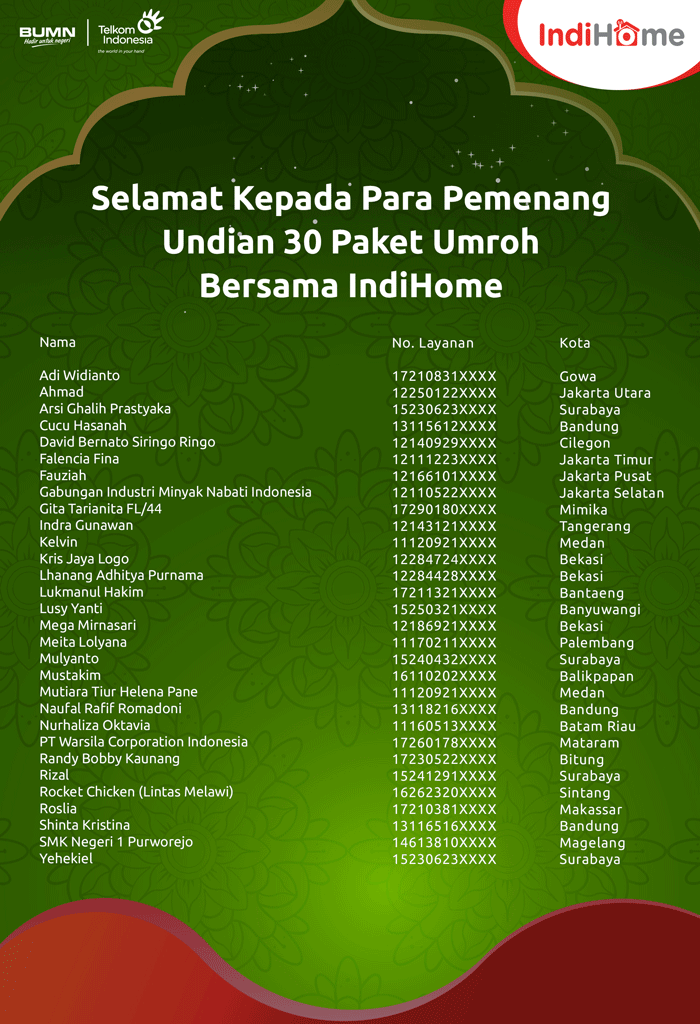 BUMN
Hadir untuk negeri
Telkom
Indonesia
the world in your hand
IndiHome
Selamat Kepada Para Pemenang
Undian 30 Paket Umroh
Bersama IndiHome
Nama No. Layanan Kota
Adi Widianto 17210831XXXX Gowa
Ahmad 12250122XXXX Jakarta Utara
Arsi Ghalih Prastyaka 15230623XXXX Surabaya
Cucu Hasanah 13115612XXXX Bandung
David Bernato Siringo Ringo 12140929XXXX Cilegon
Falencia Fina 12111223XXXX Jakarta Timur
Fauziah 12166101XXXX Jakarta Pusat
Gabungan Industri Minyak Nabati Indonesia 12110522XXXX Jakarta Selatan
Gita Tarianita FL/44 17290180XXXX Mimika
Indra Gunawan 12143121XXXX Tangerang
Kelvin 11120921XXXX Medan
Kris Jaya Logo 12284724XXXX Bekasi
Lhanang Adhitya Purnama 12284428XXXX Bekasi
Lukmanul Hakim 17211321XXXX Bantaeng
Lusy Yanti 15250321XXXX Banyuwangi
Mega Mirnasari 12186921XXXX Bekasi
Meita Lolyana 11170211XXXX Palembang
Mulyanto 15240432XXXX Surabaya
Mustakim 16110202XXXX Balikpapan
Mutiara Tiur Helena Pane 11120921XXXX Medan
Naufal Rafif Romadoni 13118216XXXX Bandung
Nurhaliza Oktavia 11160513XXXX Batam Riau
PT Warsila Corporation Indonesia 17260178XXXX Mataram
Randy Bobby Kaunang 17230522XXXX Bitung
Rizal 15241291XXXX Surabaya
Rocket Chicken (Lintas Melawi) 16262320XXXX Sintang
Roslia 17210381XXXX Makassar
Shinta Kristina 13116516XXXX Bandung
SMK Negeri 1 Purworejo 14613810XXXX Magelang
Yehekiel 15230623XXXX Surabaya